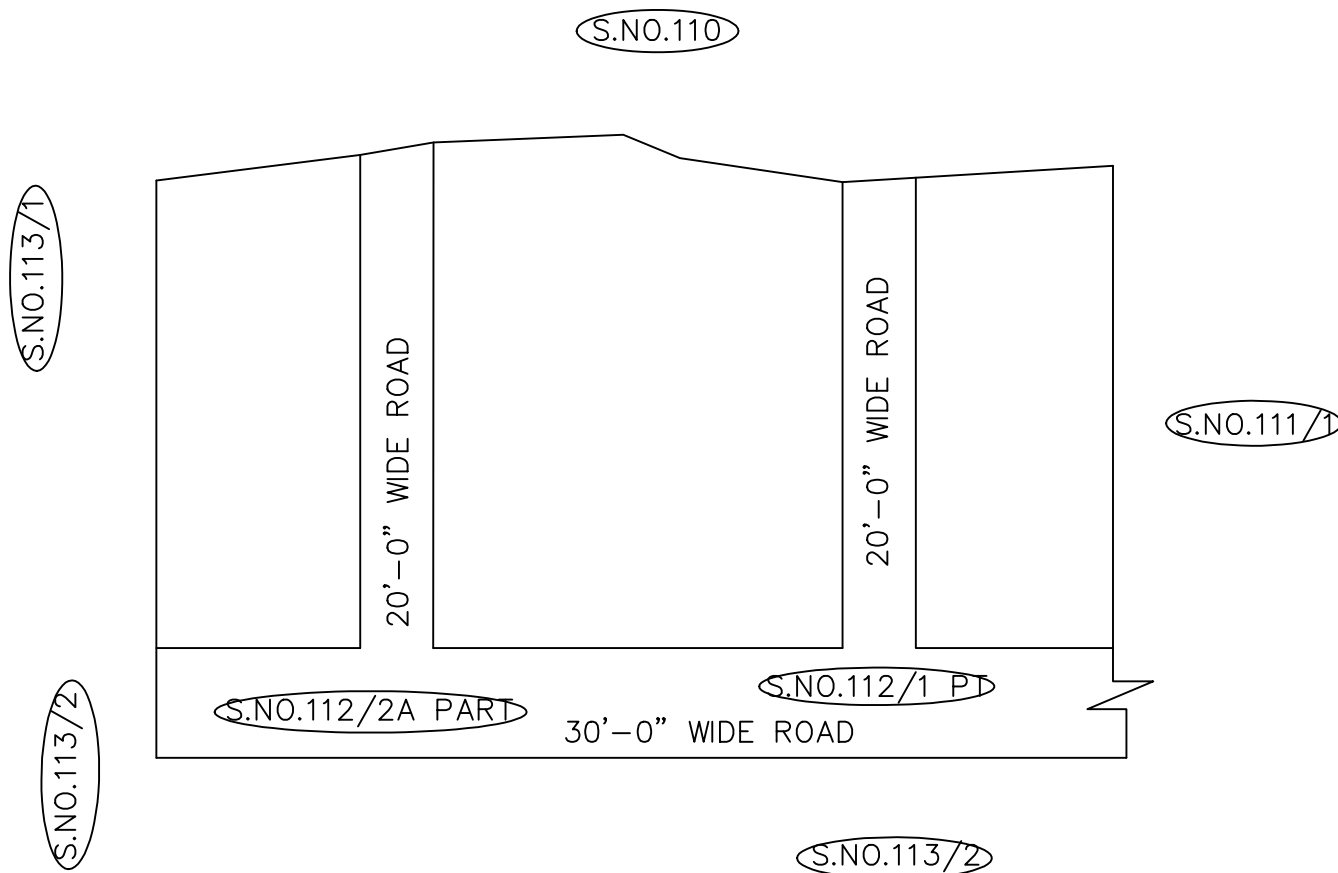 S.NO.110
S.NO.113/1
20'-0" WIDE ROAD
20'-0" WIDE ROAD
S.NO.111/1
S.NO.112/2A PART
S.NO.112/1 PT
30'-0" WIDE ROAD
S.NO.113/2
S.NO.113/2